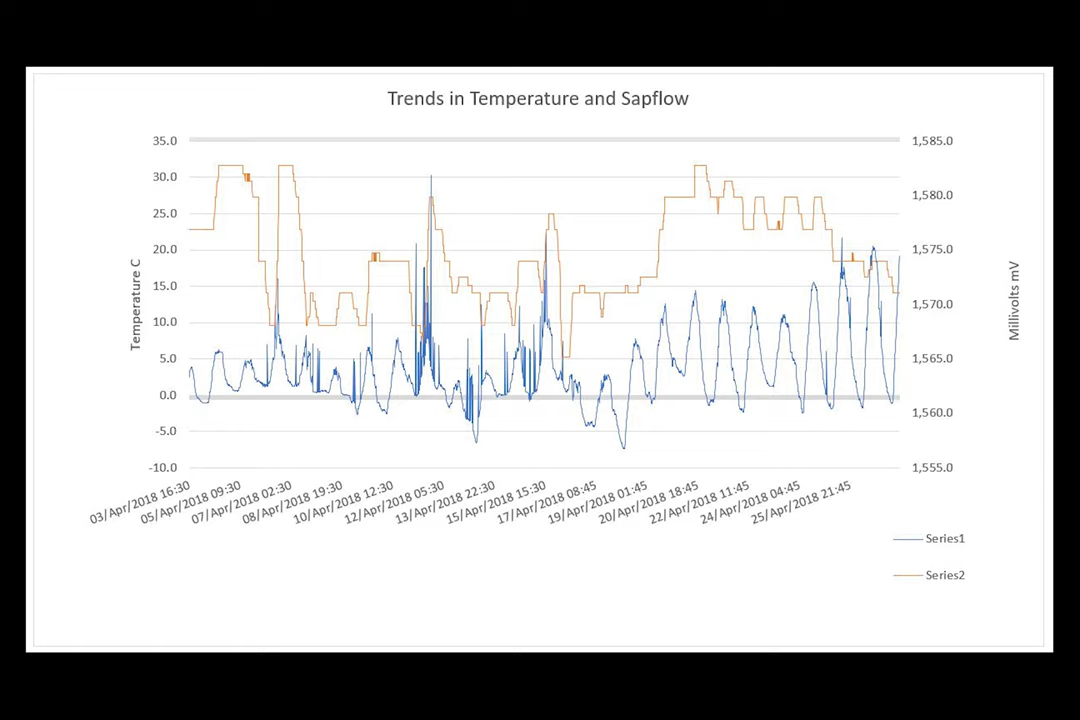 Trends in Temperature and Sapflow
35.0
30.0
25.0
20.0
15.0
10.0
5.0
0.0
-5.0
-10.0
Temperature C
1,585.0
1,580.0
1,575.0
1,570.0
1,565.0
1,560.0
1,555.0
Millivolts mV
03/Apr/2018 16:30
05/Apr/2018 09:30
07/Apr/2018 02:30
08/Apr/2018 19:30
10/Apr/2018 12:30
12/Apr/2018 05:30
13/Apr/2018 22:30
15/Apr/2018 15:30
17/Apr/2018 08:45
19/Apr/2018 01:45
20/Apr/2018 18:45
22/Apr/2018 11:45
24/Apr/2018 04:45
25/Apr/2018 21:45
Series1
Series2